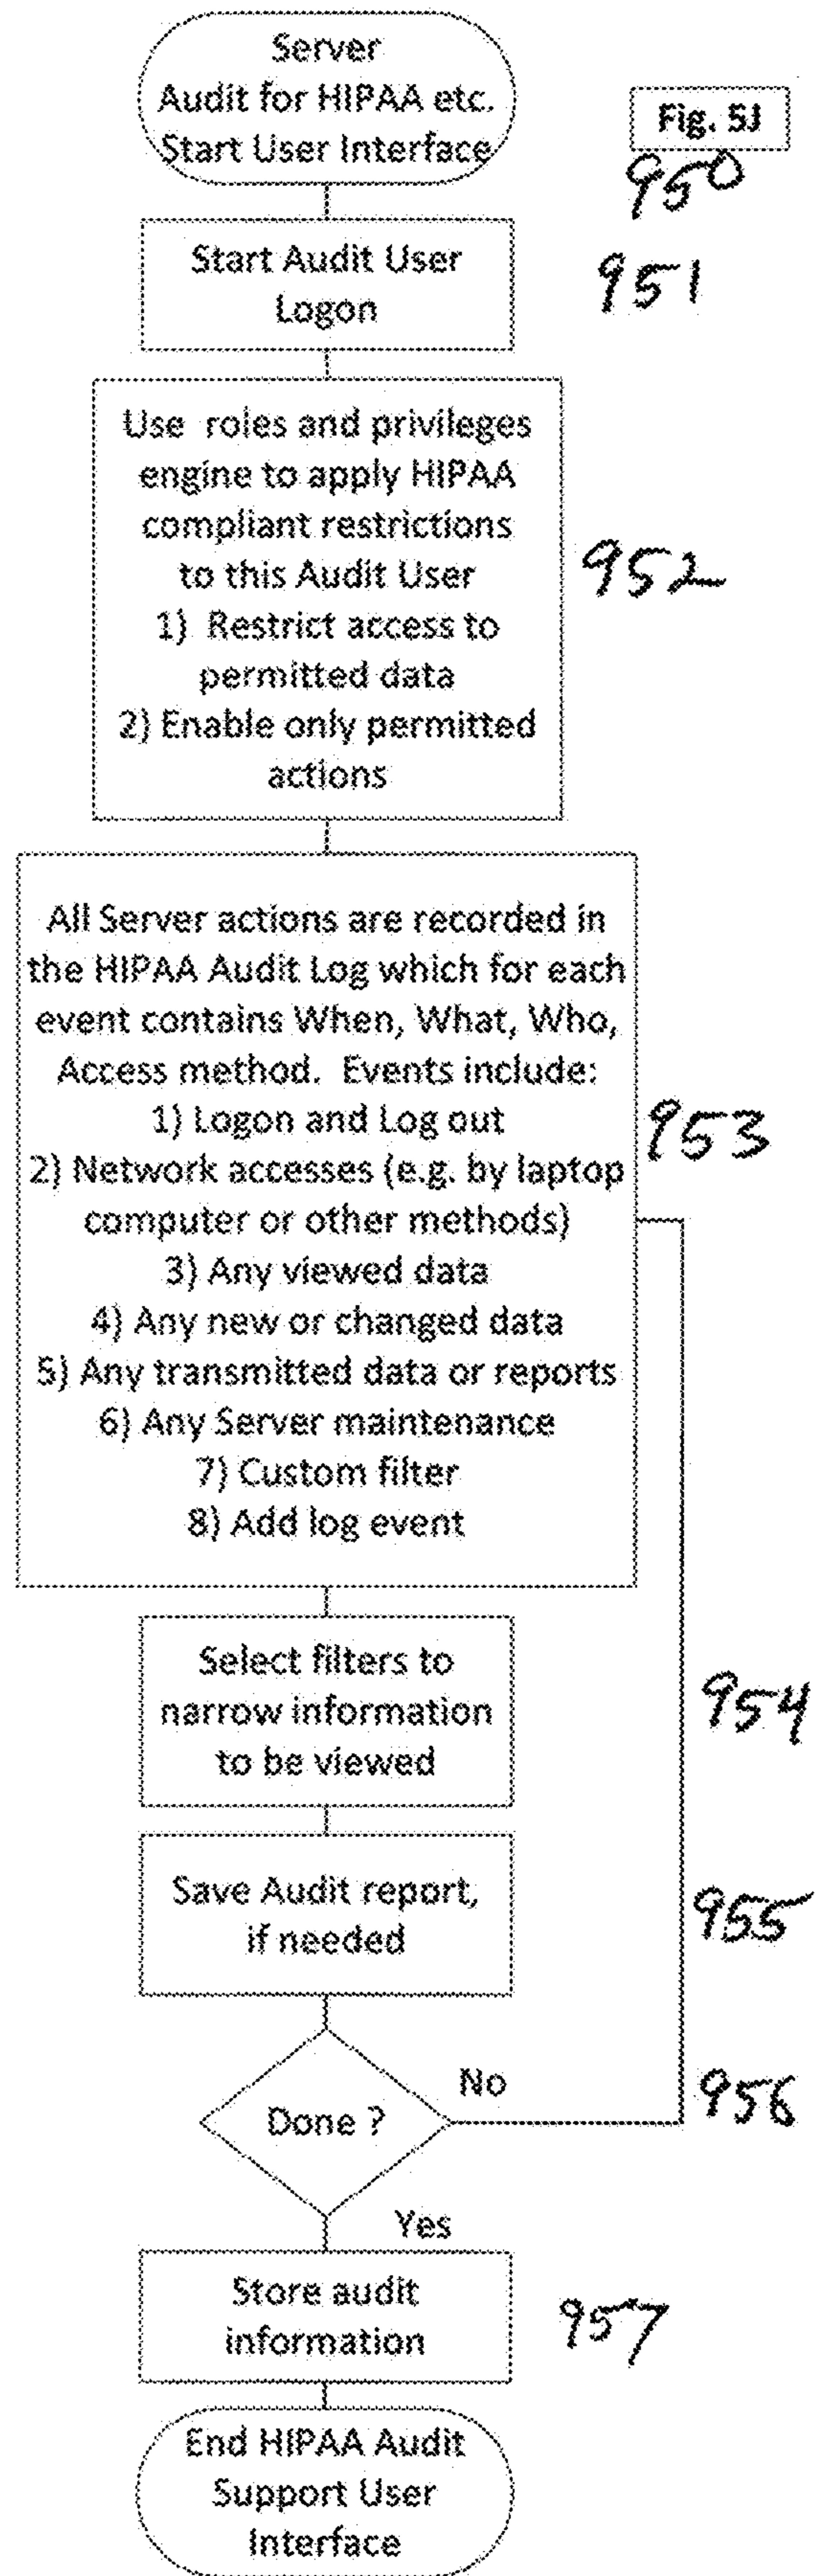 Server
Audit for HIPAA etc.
Start User Interface
Fig. 5J
950
Start Audit User
Logon
951
Use roles and privileges
engine to apply HIPAA
compliant restrictions
to this Audit User
1) Restrict access to
permitted data
2) Enable only permitted
actions
952
All Server actions are recorded in
the HIPAA Audit Log which for each
event contains When, What, Who,
Access method. Events include:
1) Logon and Log out
2) Network accesses (e.g. by laptop
computer or other methods)
3) Any viewed data
4) Any new or changed data
5) Any transmitted data or reports
6) Any Server maintenance
7) Custom filter
8) Add log event
953
Select filters to
narrow information
to be viewed
954
Save Audit report,
if needed
955
Done ?
No
956
Yes
Store audit
information
957
End HIPAA Audit
Support User
Interface